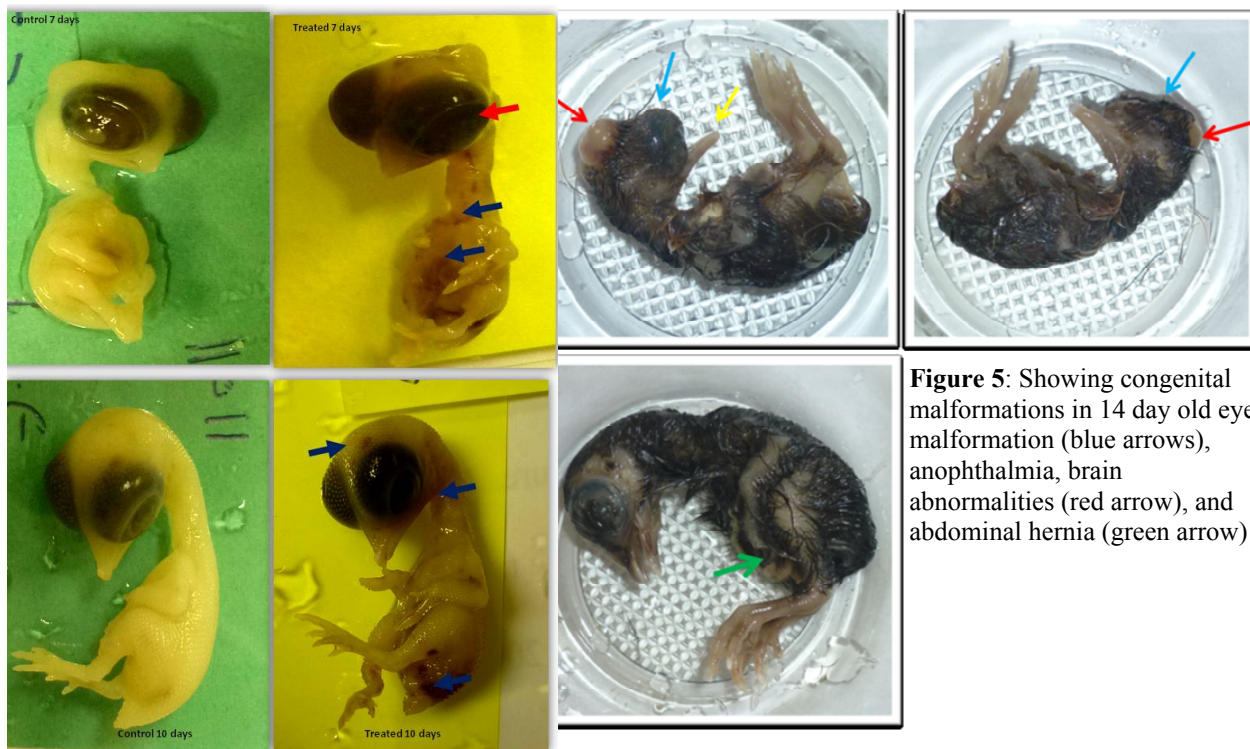 Control 7 days
Treated 7 days
Control 10 days
Treated 10 days
Figure 5: Showing congenital
malformations in 14 day old eye
malformation (blue arrows),
anophthalmia, brain
abnormalities (red arrow), and
abdominal hernia (green arrow)